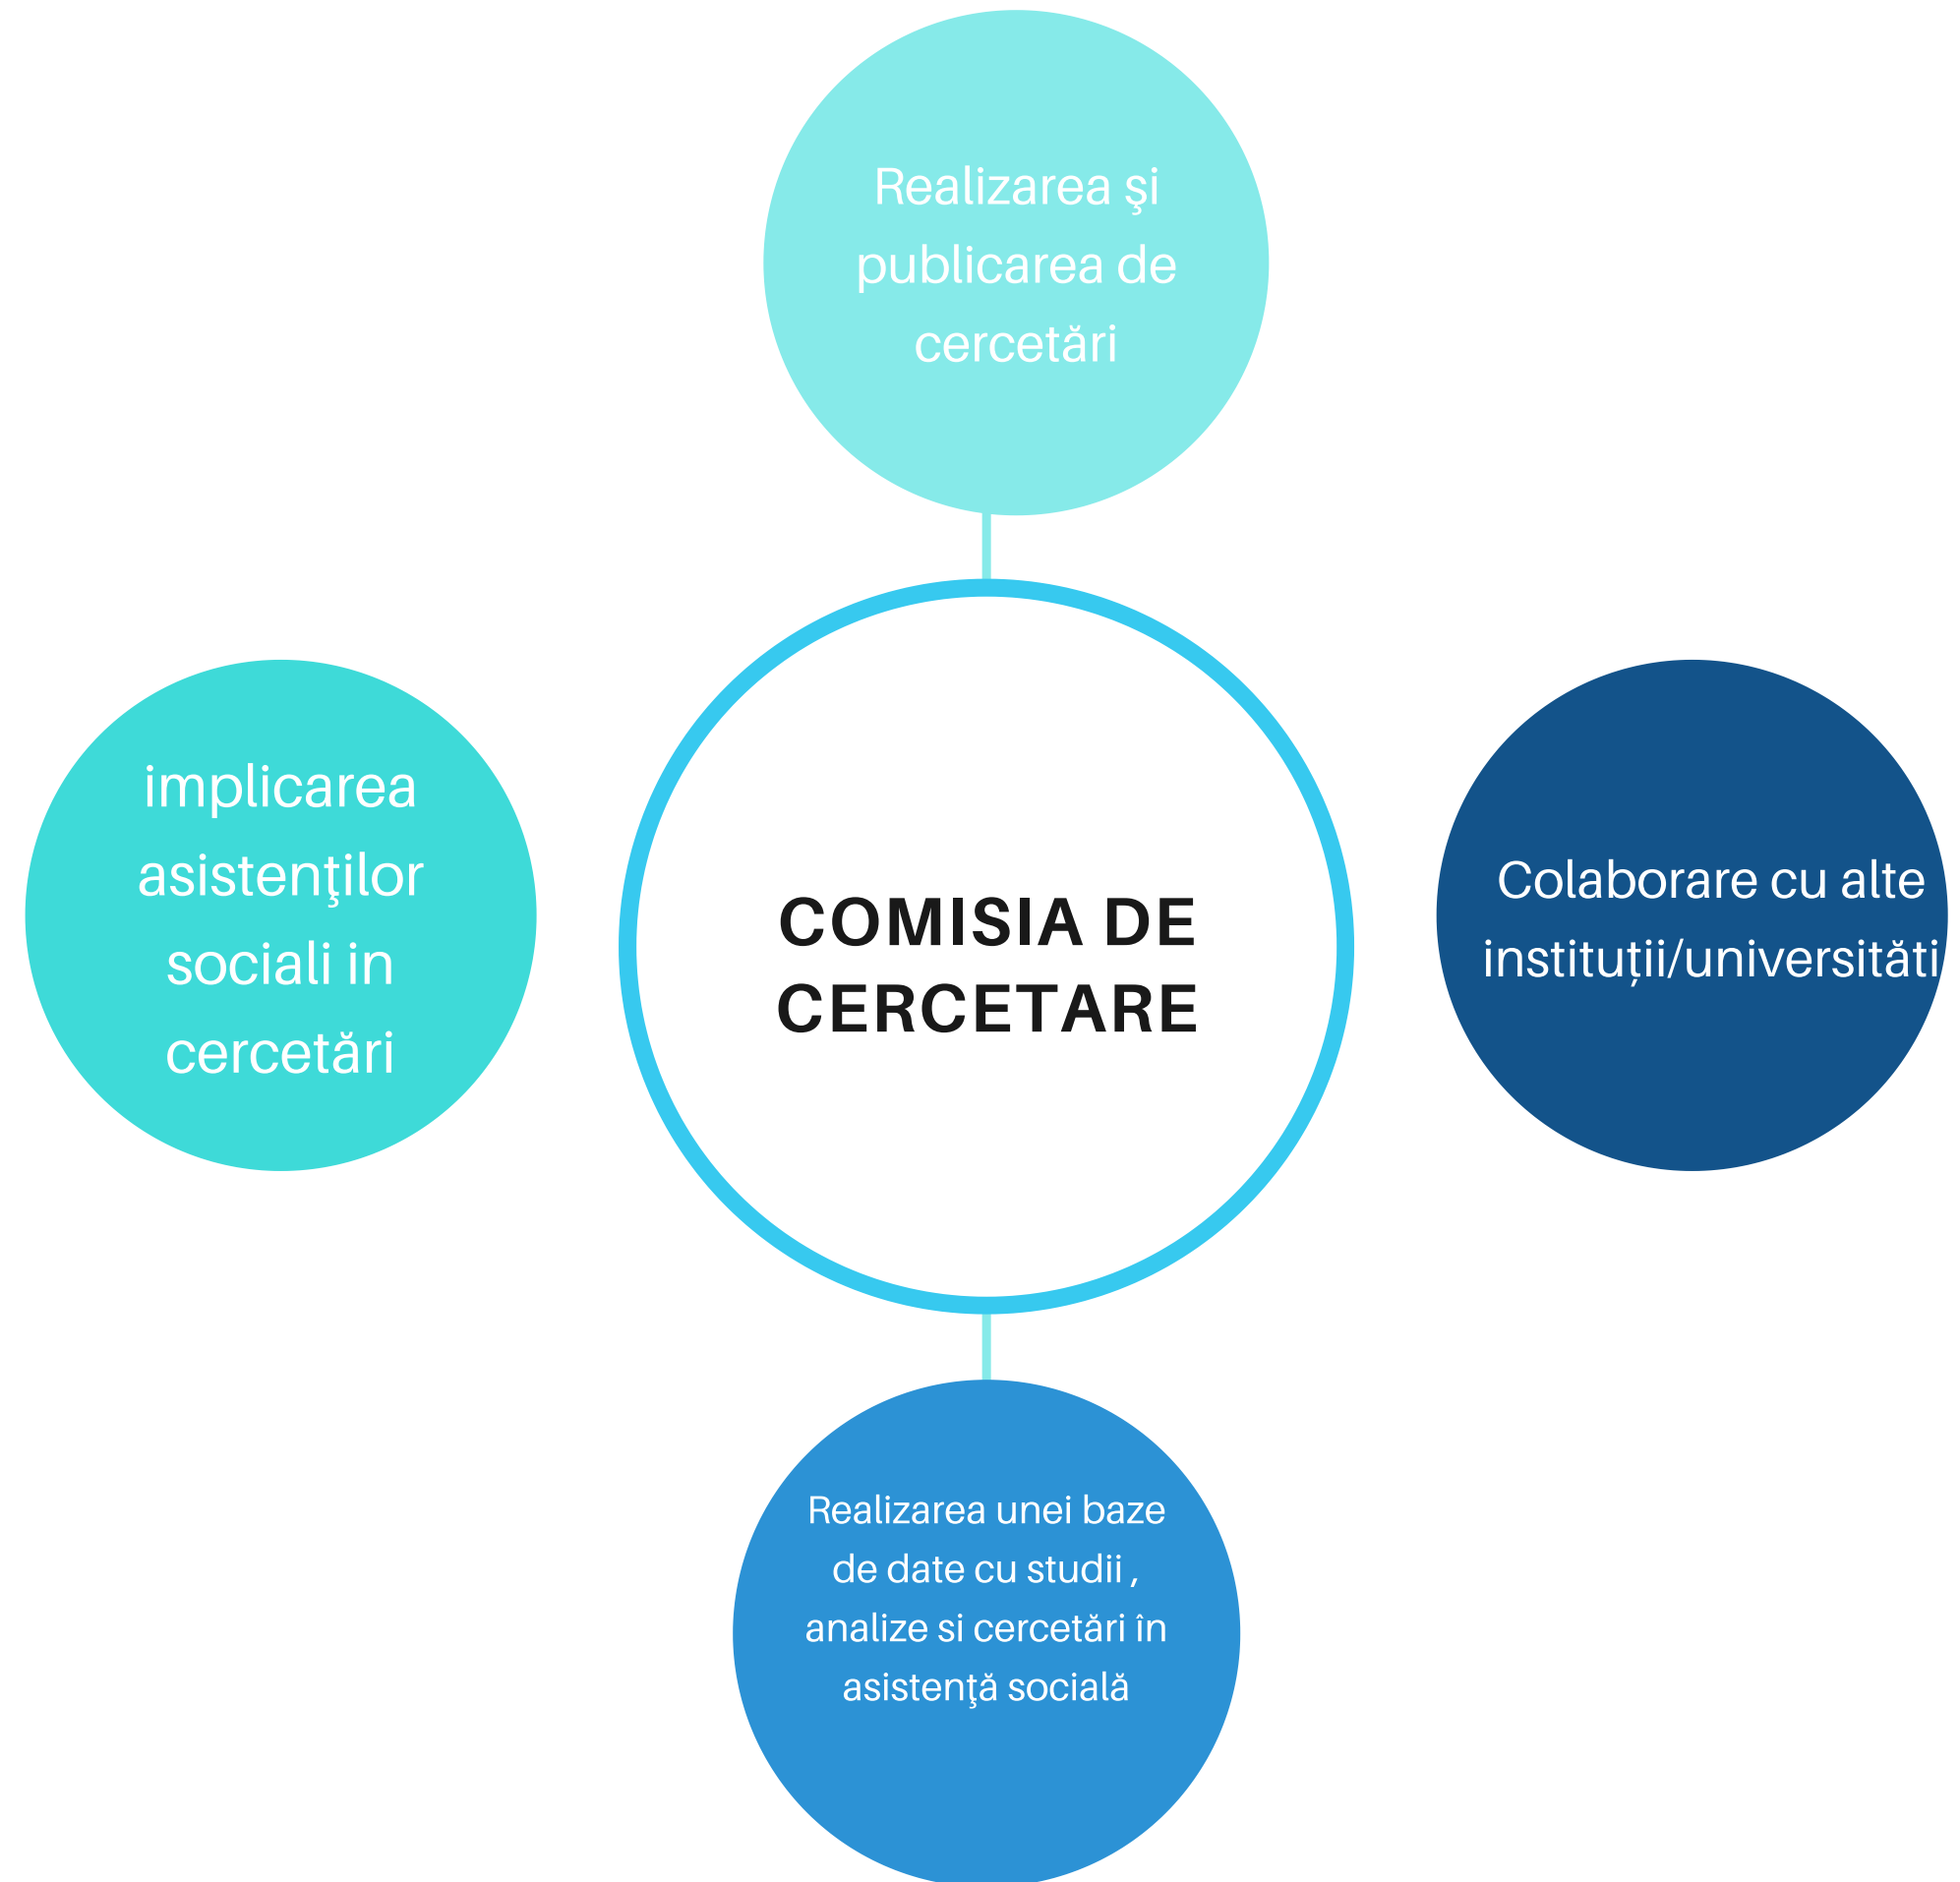 Realizarea şi
publicarea de
cercetări
implicarea
asistenţilor
sociali in
cercetări
COMISIA DE
CERCETARE
Colaborare cu alte
instituții/universităti
Realizarea unei baze
de date cu studii ,
analize si cercetări în
asistenţă socială